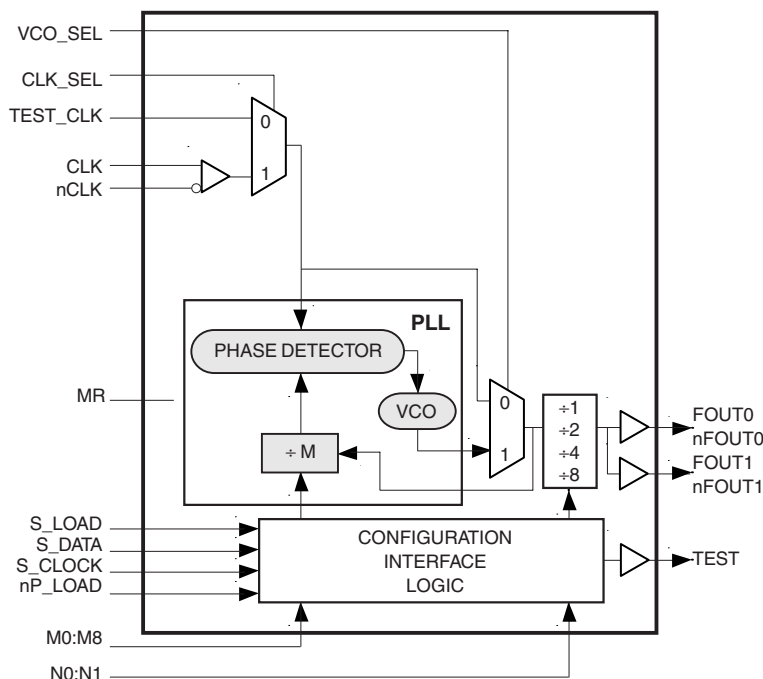 VCO_SEL
CLK_SEL
TEST_CLK
0
CLK
1
nCLK
PLL
PHASE DETECTOR
MR
VCO
0
1
÷ M
÷1
÷2
÷4
÷8
FOUT0
nFOUT0
FOUT1
nFOUT1
S_LOAD
S_DATA
S_CLOCK
nP_LOAD
CONFIGURATION
INTERFACE
LOGIC
TEST
M0:M8
N0:N1